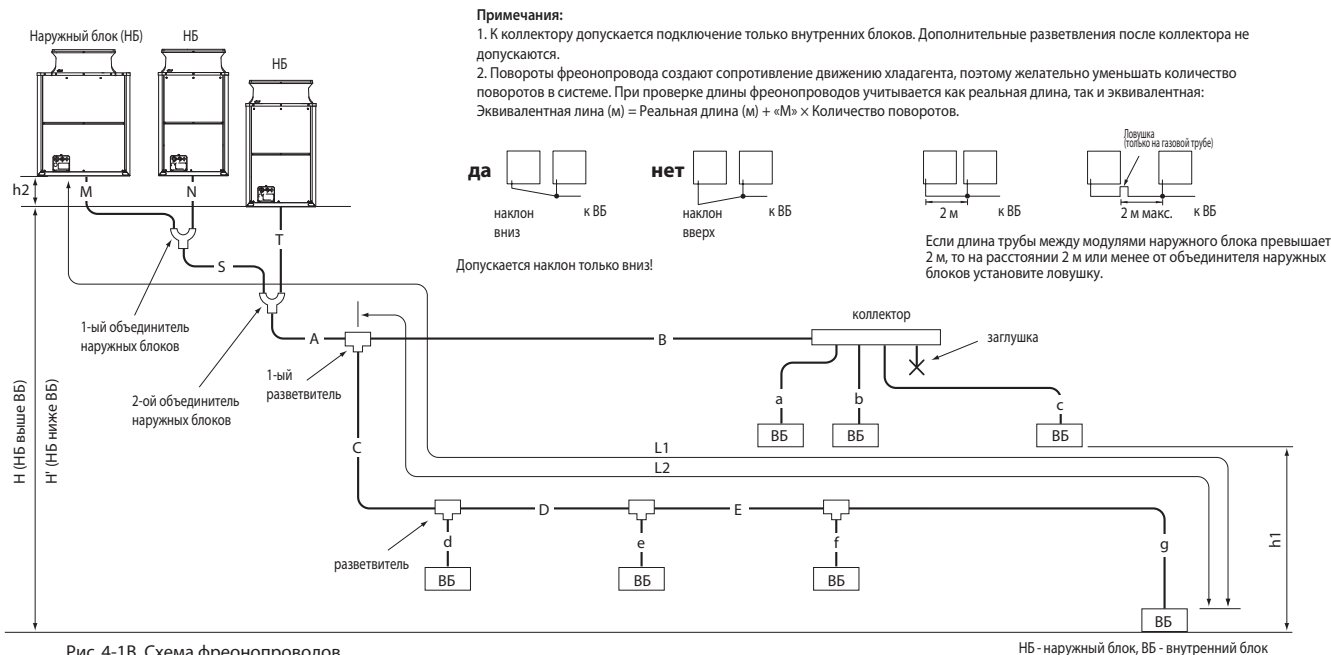 Примечания:
1. К коллектору допускается подключение только внутренних блоков. Дополнительные разветвления после коллектора не
допускаются.
2. Повороты фреонопровода создают сопротивление движению хладагента, поэтому желательно уменьшать количество
поворотов в системе. При проверке длины фреонопроводов учитывается как реальная длина, так и эквивалентная:
Эквивалентная лина (м) = Реальная длина (м) + «М» × Количество поворотов.
Наружный блок (НБ)
НБ
НБ
да
наклон
вниз
к ВБ
нет
наклон
вверх
к ВБ
Допускается наклон только вниз!
2 м
к ВБ
Ловушка
(только на газовой трубе)
2 м макс.
к ВБ
Если длина трубы между модулями наружного блока превышает
2 м, то на расстоянии 2 м или менее от объединителя наружных
блоков установите ловушку.
h2
M
N
T
S
1-ый объединитель
наружных блоков
2-ой объединитель
наружных блоков
A
1-ый
разветвитель
B
коллектор
заглушка
a
b
c
ВБ
ВБ
ВБ
H (НБ выше ВБ)
H' (НБ ниже ВБ)
C
L1
L2
D
E
d
e
f
g
h1
разветвитель
ВБ
ВБ
ВБ
ВБ
Рис. 4-1В. Схема фреонопроводов
НБ - наружный блок, ВБ - внутренний блок